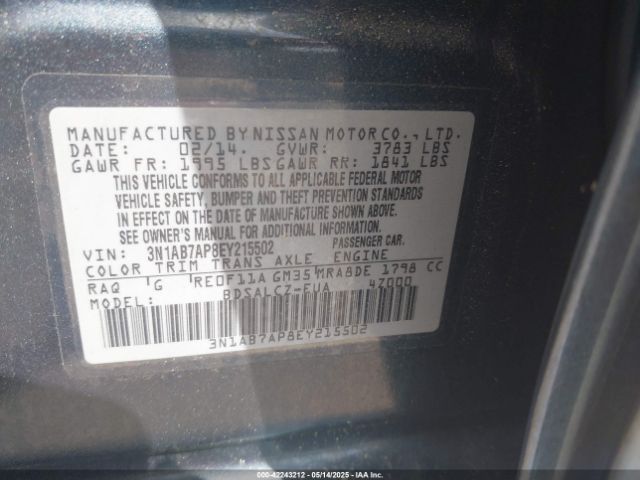 MANUFACTURED BY NISSAN MOTOR CO., LTD.
DATE: 02/14. GVWR: 3783 LBS
GAWR FR: 1995 LBS GAWR RR: 1841 LBS
THIS VEHICLE CONFORMS TO ALL APPLICABLE FEDERAL MOTOR
VEHICLE SAFETY, BUMPER AND THEFT PREVENTION STANDARDS
IN EFFECT ON THE DATE OF MANUFACTURE SHOWN ABOVE.
SEE OWNER'S MANUAL FOR ADDITIONAL INFORMATION.
VIN: 3N1AB7AP8EY215502 PASSENGER CAR.
COLOR TRIM TRANS AXLE ENGINE
RAQ G RE0F11A GM35 MRA8DE 1798 CC
MODEL: BDSALCZ-EUA 4Z000
3N1AB7AP8EY215502
000-42243212 05/14/2025 IAA Inc.